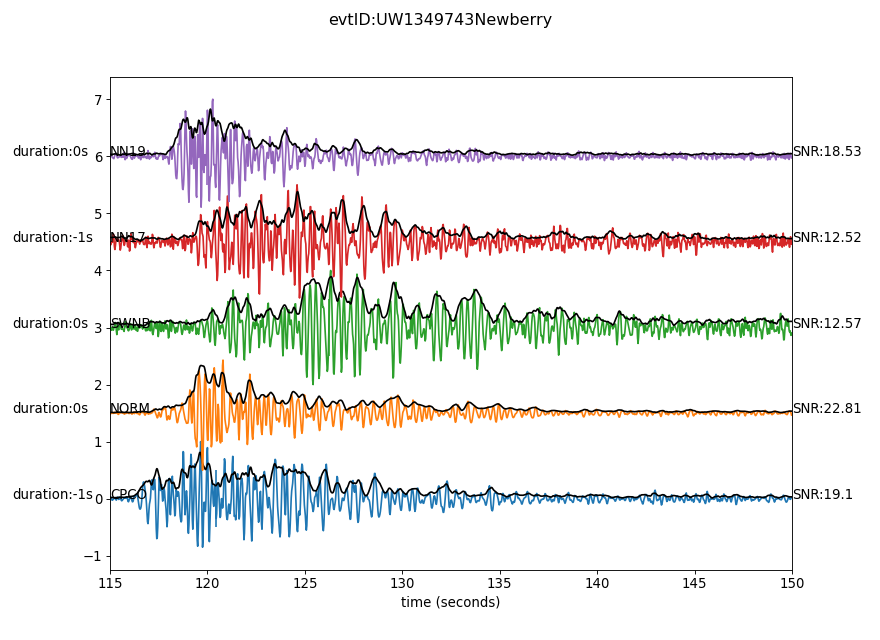 evtID:UW1349743Newberry
7
duration:0s NN19 6 SNR:18.53
5
duration:-1s NN17 SNR:12.52
4
duration:0s SWNB 3 SNR:12.57
2
duration:0s NORM SNR:22.81
1
duration:-1s CPCO 0 SNR:19.1
−1
115 120 125 130 135 140 145 150
time (seconds)